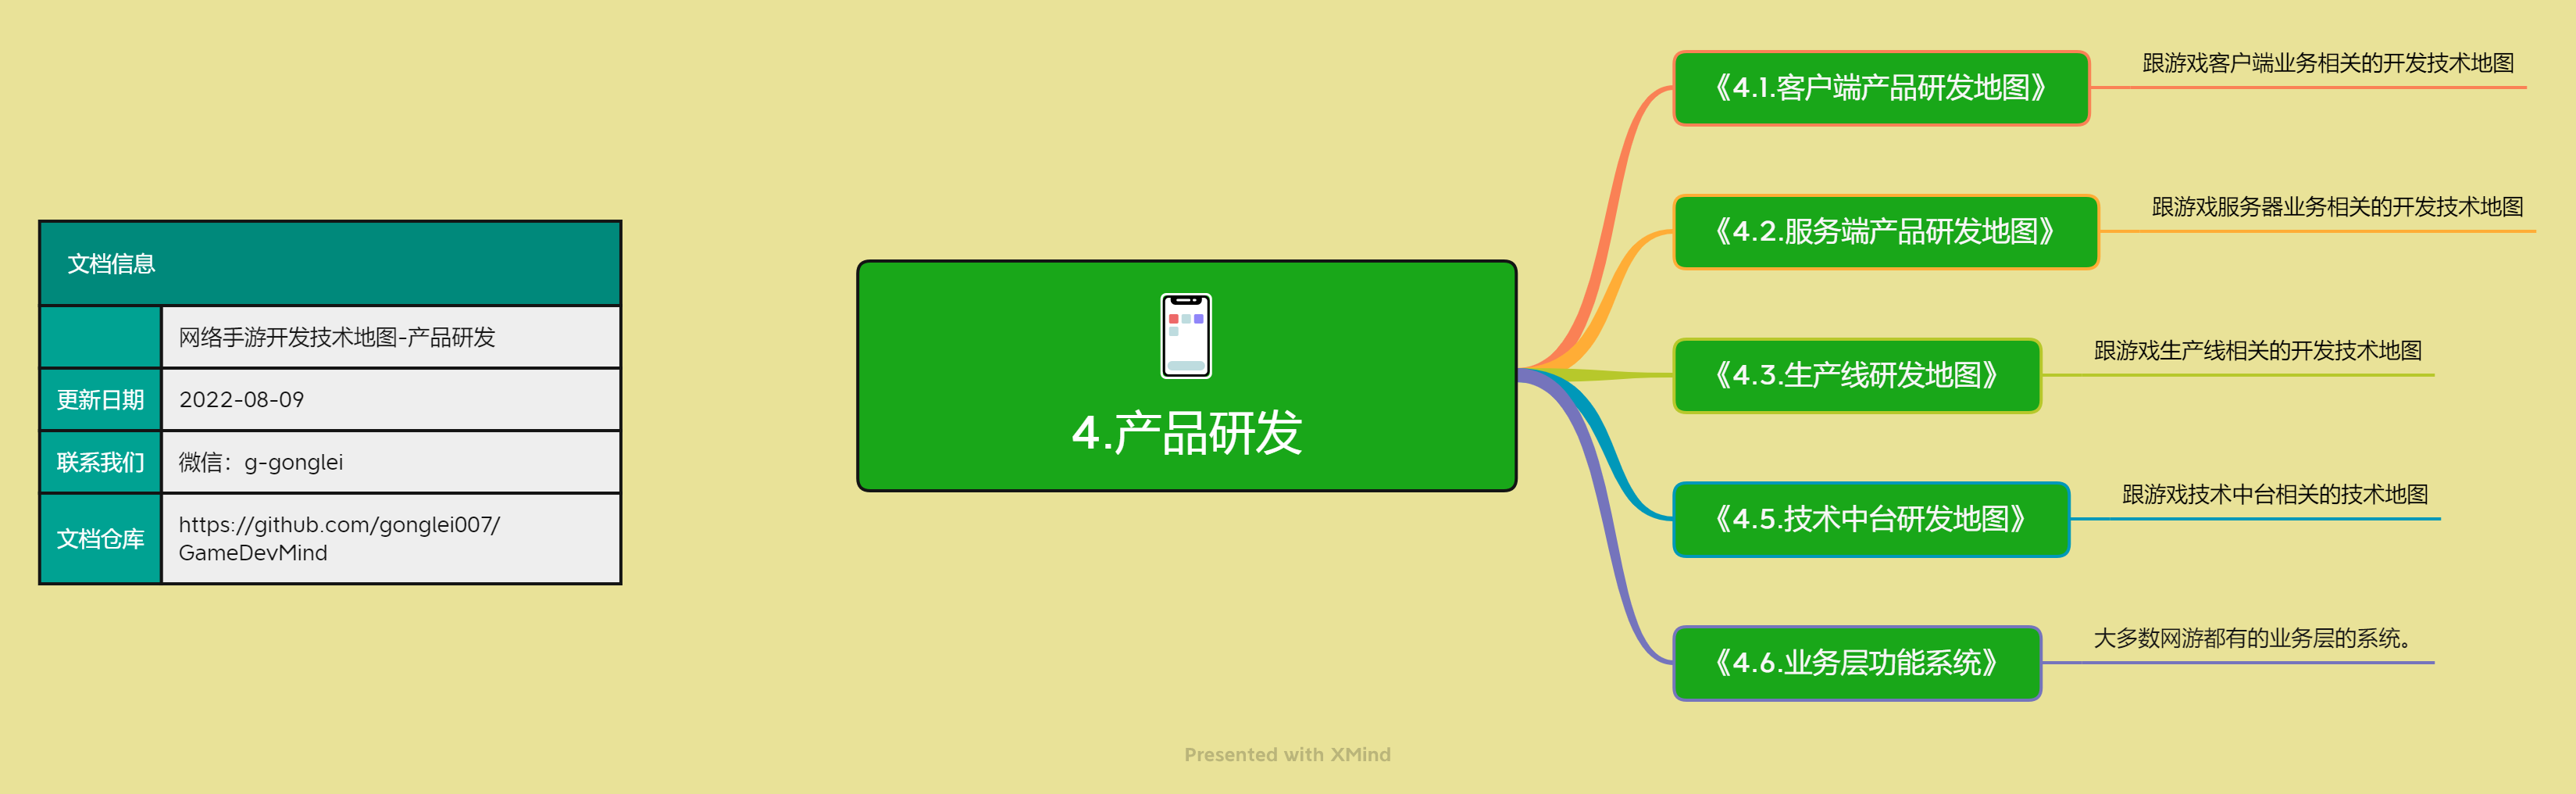 文档信息
网络手游开发技术地图-产品研发
更新日期
2022-08-09
联系我们
微信：g-gonglei
文档仓库
https://github.com/gonglei007/
GameDevMind
4.产品研发
《4.1.客户端产品研发地图》
跟游戏客户端业务相关的开发技术地图
《4.2.服务端产品研发地图》
跟游戏服务器业务相关的开发技术地图
《4.3.生产线研发地图》
跟游戏生产线相关的开发技术地图
《4.5.技术中台研发地图》
跟游戏技术中台相关的技术地图
《4.6.业务层功能系统》
大多数网游都有的业务层的系统。
Presented with XMind